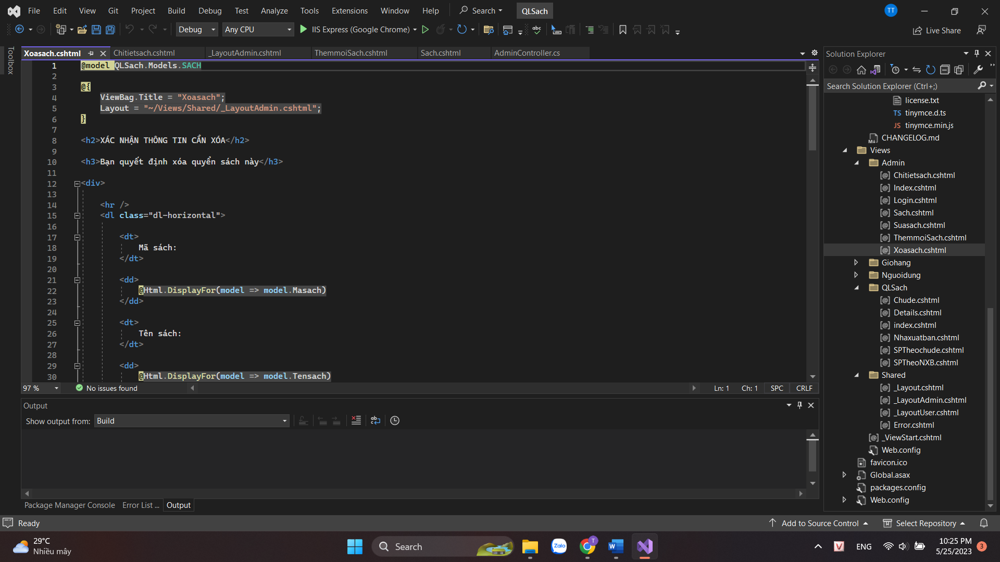 File Edit View Git Project Build Debug Test Analyze Tools Extensions Window Help Search QLSach TT
Debug Any CPU IIS Express (Google Chrome) Live Share
Toolbox
Xoasach.cshtml Chitietsach.cshtml _LayoutAdmin.cshtml ThemmoiSach.cshtml Sach.cshtml AdminController.cs
1 @model QLSach.Models.SACH
2
3 @{
4 ViewBag.Title = "Xoasach";
5 Layout = "~/Views/Shared/_LayoutAdmin.cshtml";
6 }
7
8 <h2>XÁC NHẬN THÔNG TIN CẦN XÓA</h2>
9
10 <h3>Bạn quyết định xóa quyển sách này</h3>
11
12 <div>
13
14 <hr />
15 <dl class="dl-horizontal">
16
17 <dt>
18 Mã sách:
19 </dt>
20
21 <dd>
22 @Html.DisplayFor(model => model.Masach)
23 </dd>
24
25 <dt>
26 Tên sách:
27 </dt>
28
29 <dd>
30 @Html.DisplayFor(model => model.Tensach)
97 % No issues found Ln: 1 Ch: 1 SPC CRLF
Output
Show output from: Build
Package Manager Console Error List ... Output
Solution Explorer
Search Solution Explorer (Ctrl+;)
license.txt
TS tinymce.d.ts
JS tinymce.min.js
CHANGELOG.md
Views
Admin
Chitietsach.cshtml
Index.cshtml
Login.cshtml
Sach.cshtml
Suasach.cshtml
ThemmoiSach.cshtml
Xoasach.cshtml
Giohang
Nguoidung
QLSach
Chude.cshtml
Details.cshtml
index.cshtml
Nhaxuatban.cshtml
SPTheochude.cshtml
SPTheoNXB.cshtml
Shared
_Layout.cshtml
_LayoutAdmin.cshtml
_LayoutUser.cshtml
Error.cshtml
_ViewStart.cshtml
Web.config
favicon.ico
Global.asax
packages.config
Web.config
Ready Add to Source Control Select Repository
29°C
Nhiều mây
Search
Zalo
T
W
V
ENG
10:25 PM
5/25/2023
3